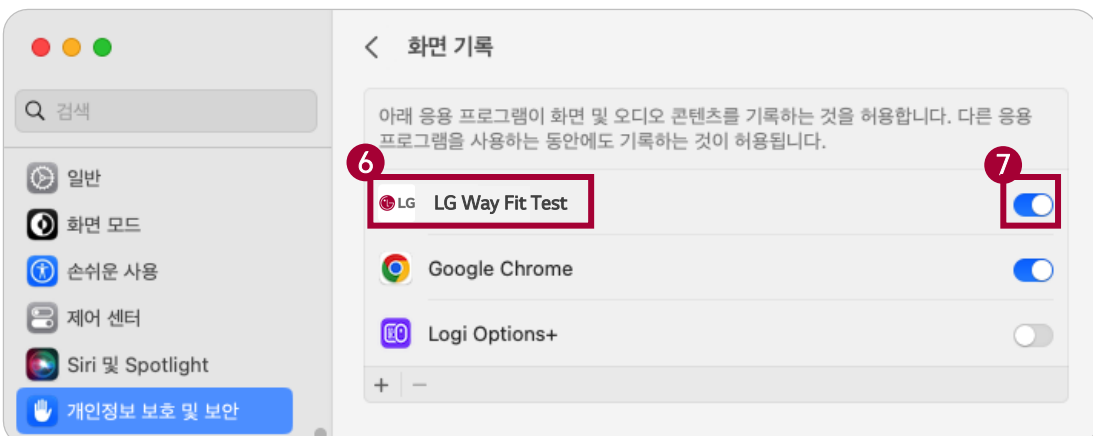 화면 기록
검색
아래 응용 프로그램이 화면 및 오디오 콘텐츠를 기록하는 것을 허용합니다. 다른 응용
프로그램을 사용하는 동안에도 기록하는 것이 허용됩니다.
6
7
일반
LG LG Way Fit Test
화면 모드
손쉬운 사용
Google Chrome
제어 센터
Logi Options+
Siri 및 Spotlight
개인정보 보호 및 보안